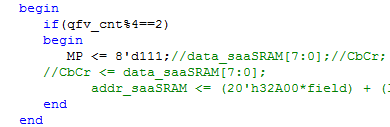 begin
if(qfv_cnt%4==2)
begin
MP <= 8'd111;//data_saaSRAM[7:0];//CbCr;
//CbCr <= data_saaSRAM[7:0];
addr_saaSRAM <= (20'h32A00*field) + (
end
end